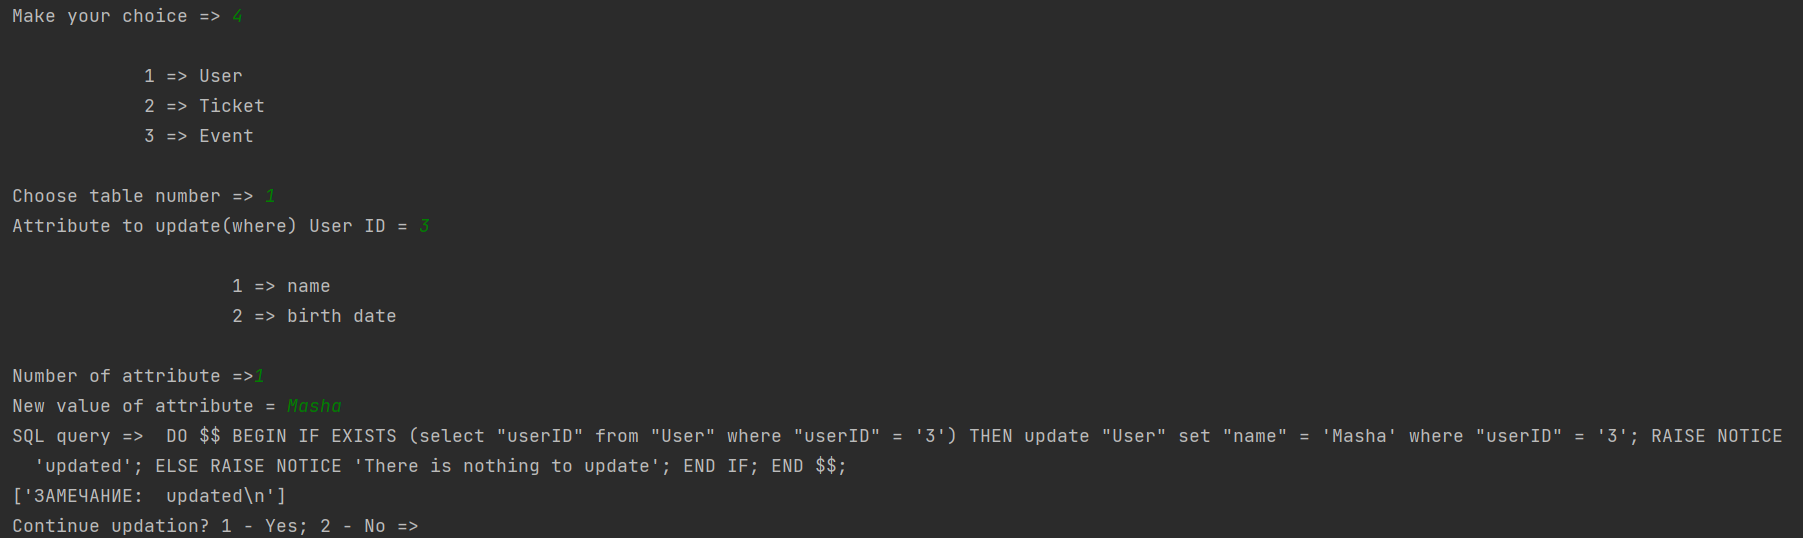 Make your choice => 4
1 => User
2 => Ticket
3 => Event
Choose table number => 1
Attribute to update(where) User ID = 3
1 => name
2 => birth date
Number of attribute =>1
New value of attribute = Masha
SQL query =>  DO $$ BEGIN IF EXISTS (select "userID" from "User" where "userID" = '3') THEN update "User" set "name" = 'Masha' where "userID" = '3'; RAISE NOTICE
'updated'; ELSE RAISE NOTICE 'There is nothing to update'; END IF; END $$;
['ЗАМЕЧАНИЕ:  updated\n']
Continue updation? 1 - Yes; 2 - No =>